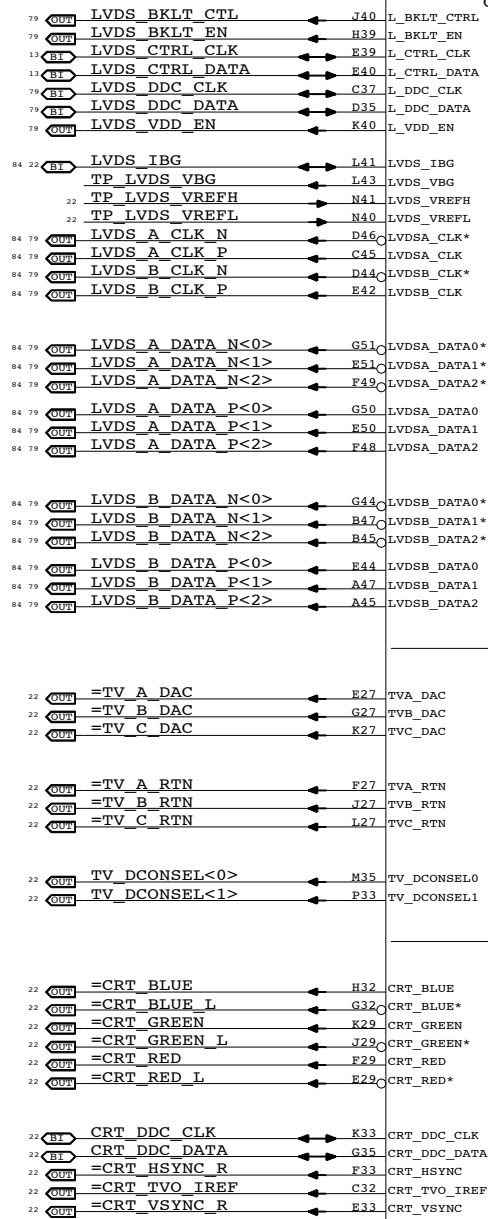 79 OUT LVDS_BKLT_CTL J40 L_BKLT_CTRL
79 OUT LVDS_BKLT_EN H39 L_BKLT_EN
13 BI LVDS_CTRL_CLK E39 L_CTRL_CLK
13 BI LVDS_CTRL_DATA E40 L_CTRL_DATA
79 BI LVDS_DDC_CLK C37 L_DDC_CLK
79 BI LVDS_DDC_DATA D35 L_DDC_DATA
79 OUT LVDS_VDD_EN K40 L_VDD_EN
84 22 BI LVDS_IBG L41 LVDS_IBG
TP_LVDS_VBG L43 LVDS_VBG
22 TP_LVDS_VREFH N41 LVDS_VREFH
22 TP_LVDS_VREFL N40 LVDS_VREFL
84 79 OUT LVDS_A_CLK_N D46 LVDSA_CLK*
84 79 OUT LVDS_A_CLK_P C45 LVDSA_CLK
84 79 OUT LVDS_B_CLK_N D44 LVDSB_CLK*
84 79 OUT LVDS_B_CLK_P E42 LVDSB_CLK
84 79 OUT LVDS_A_DATA_N<0> G51 LVDSA_DATA0*
84 79 OUT LVDS_A_DATA_N<1> E51 LVDSA_DATA1*
84 79 OUT LVDS_A_DATA_N<2> F49 LVDSA_DATA2*
84 79 OUT LVDS_A_DATA_P<0> G50 LVDSA_DATA0
84 79 OUT LVDS_A_DATA_P<1> E50 LVDSA_DATA1
84 79 OUT LVDS_A_DATA_P<2> F48 LVDSA_DATA2
84 79 OUT LVDS_B_DATA_N<0> G44 LVDSB_DATA0*
84 79 OUT LVDS_B_DATA_N<1> B47 LVDSB_DATA1*
84 79 OUT LVDS_B_DATA_N<2> B45 LVDSB_DATA2*
84 79 OUT LVDS_B_DATA_P<0> E44 LVDSB_DATA0
84 79 OUT LVDS_B_DATA_P<1> A47 LVDSB_DATA1
84 79 OUT LVDS_B_DATA_P<2> A45 LVDSB_DATA2
22 OUT =TV_A_DAC E27 TVA_DAC
22 OUT =TV_B_DAC G27 TVB_DAC
22 OUT =TV_C_DAC K27 TVC_DAC
22 OUT =TV_A_RTN F27 TVA_RTN
22 OUT =TV_B_RTN J27 TVB_RTN
22 OUT =TV_C_RTN L27 TVC_RTN
22 OUT TV_DCONSEL<0> M35 TV_DCONSEL0
22 OUT TV_DCONSEL<1> P33 TV_DCONSEL1
22 OUT =CRT_BLUE H32 CRT_BLUE
22 OUT =CRT_BLUE_L G32 CRT_BLUE*
22 OUT =CRT_GREEN K29 CRT_GREEN
22 OUT =CRT_GREEN_L J29 CRT_GREEN*
22 OUT =CRT_RED F29 CRT_RED
22 OUT =CRT_RED_L E29 CRT_RED*
22 BI CRT_DDC_CLK K33 CRT_DDC_CLK
22 BI CRT_DDC_DATA G35 CRT_DDC_DATA
22 OUT =CRT_HSYNC_R F33 CRT_HSYNC
22 OUT =CRT_TVO_IREF C32 CRT_TVO_IREF
22 OUT =CRT_VSYNC_R E33 CRT_VSYNC